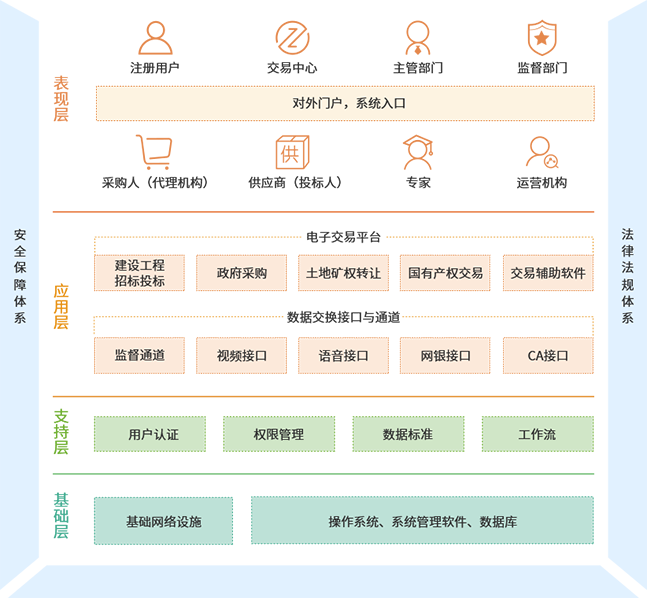 注册用户
交易中心
主管部门
监督部门
表现层
对外门户，系统入口
供
采购人（代理机构）
供应商（投标人）
专家
运营机构
安全保障体系
法律法规体系
电子交易平台
应用层
建设工程
招标投标
政府采购
土地矿权转让
国有产权交易
交易辅助软件
数据交换接口与通道
监督通道
视频接口
语音接口
网银接口
CA接口
支持层
用户认证
权限管理
数据标准
工作流
基础层
基础网络设施
操作系统、系统管理软件、数据库